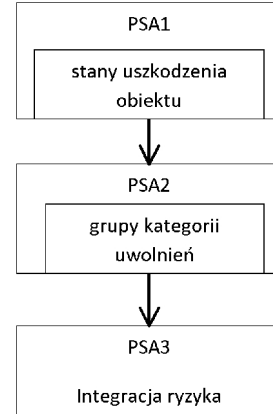 PSA1
stany uszkodzenia
obiektu
PSA2
grupy kategorii
uwolnień
PSA3
Integracja ryzyka